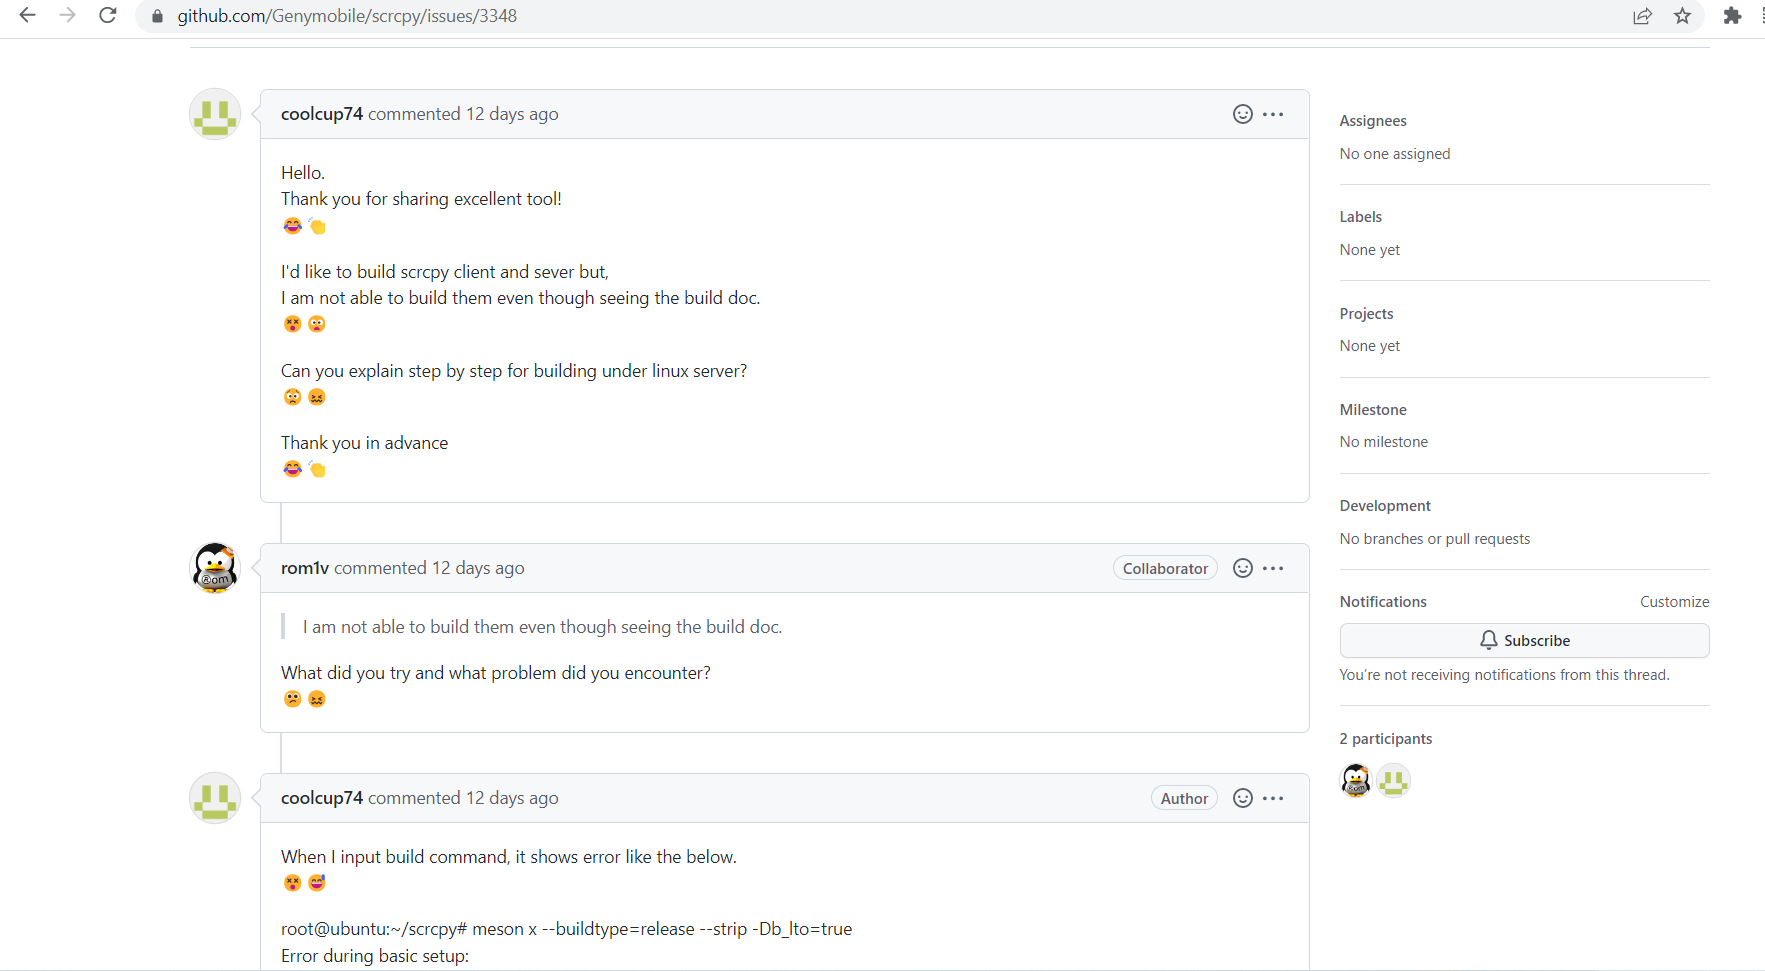 github.com/Genymobile/scrcpy/issues/3348
coolcup74 commented 12 days ago
Hello.
Thank you for sharing excellent tool!
😂👏
I'd like to build scrcpy client and sever but,
I am not able to build them even though seeing the build doc.
😵😨
Can you explain step by step for building under linux server?
😟😖
Thank you in advance
😂👏
rom1v commented 12 days ago
Collaborator
I am not able to build them even though seeing the build doc.
What did you try and what problem did you encounter?
😟😖
coolcup74 commented 12 days ago
Author
When I input build command, it shows error like the below.
😵😅
root@ubuntu:~/scrcpy# meson x --buildtype=release --strip -Db_lto=true
Error during basic setup:
Assignees
No one assigned
Labels
None yet
Projects
None yet
Milestone
No milestone
Development
No branches or pull requests
Notifications
Customize
Subscribe
You're not receiving notifications from this thread.
2 participants